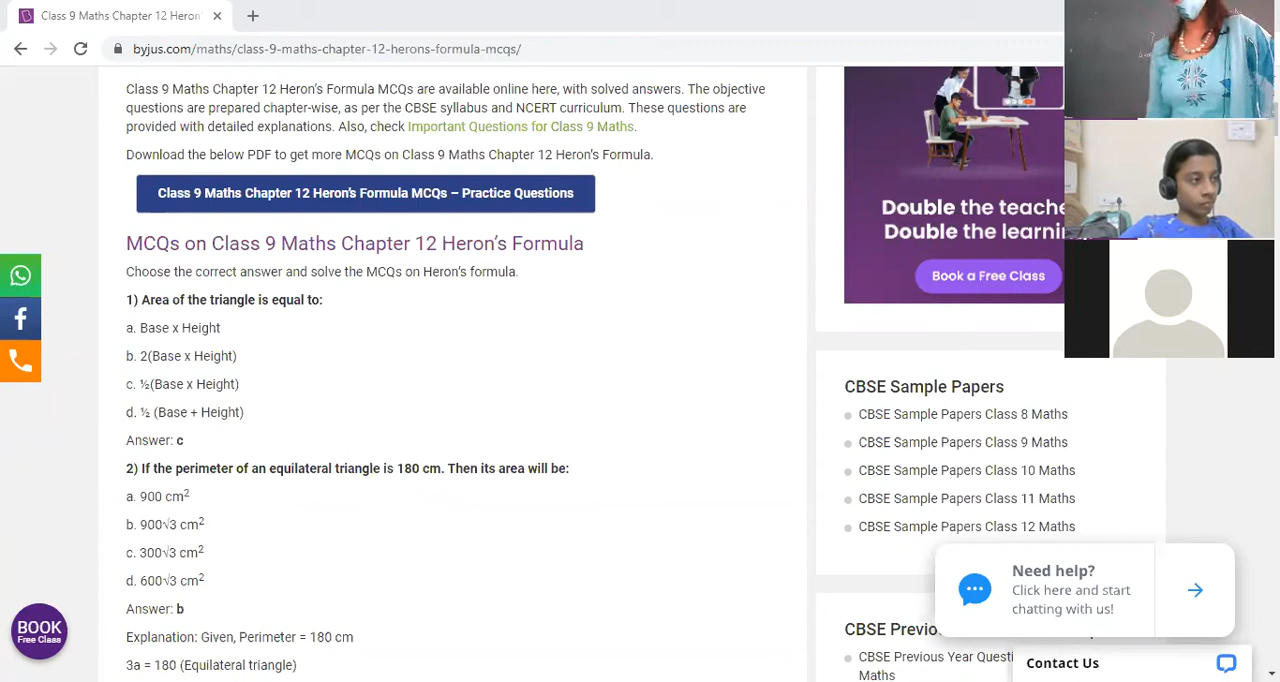 Class 9 Maths Chapter 12 Heron'
byjus.com/maths/class-9-maths-chapter-12-herons-formula-mcqs/
Class 9 Maths Chapter 12 Heron's Formula MCQs are available online here, with solved answers. The objective
questions are prepared chapter-wise, as per the CBSE syllabus and NCERT curriculum. These questions are
provided with detailed explanations. Also, check Important Questions for Class 9 Maths.
Download the below PDF to get more MCQs on Class 9 Maths Chapter 12 Heron's Formula.
Class 9 Maths Chapter 12 Heron's Formula MCQs – Practice Questions
MCQs on Class 9 Maths Chapter 12 Heron's Formula
Choose the correct answer and solve the MCQs on Heron's formula.
1) Area of the triangle is equal to:
a. Base x Height
b. 2(Base x Height)
c. ½(Base x Height)
d. ½ (Base + Height)
Answer: c
2) If the perimeter of an equilateral triangle is 180 cm. Then its area will be:
a. 900 cm²
b. 900√3 cm²
c. 300√3 cm²
d. 600√3 cm²
Answer: b
Explanation: Given, Perimeter = 180 cm
3a = 180 (Equilateral triangle)
BOOK
Free Class
Double the teache
Double the learnin
Book a Free Class
CBSE Sample Papers
CBSE Sample Papers Class 8 Maths
CBSE Sample Papers Class 9 Maths
CBSE Sample Papers Class 10 Maths
CBSE Sample Papers Class 11 Maths
CBSE Sample Papers Class 12 Maths
Need help?
Click here and start
chatting with us!
CBSE Previo
CBSE Previous Year Questi
Maths
Contact Us